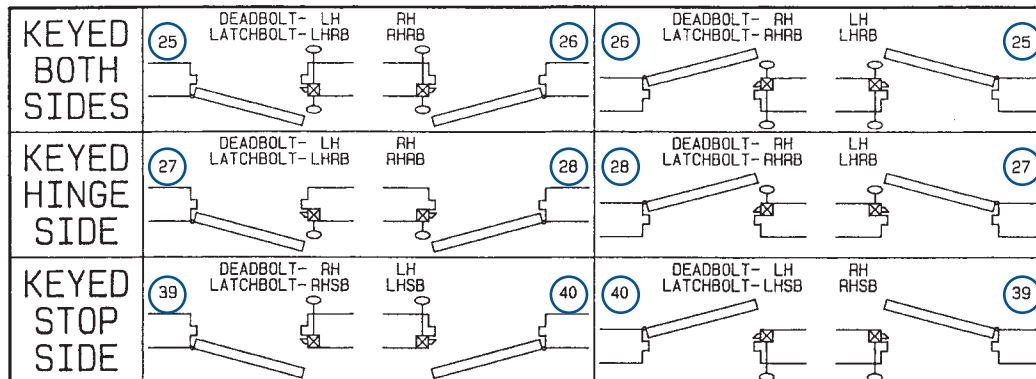 KEYED
BOTH
SIDES
25
DEADBOLT- LH RH
LATCHBOLT-LHRB RHRB
26
26
DEADBOLT- RH LH
LATCHBOLT-RHRB LHRB
25
KEYED
HINGE
SIDE
27
DEADBOLT- LH RH
LATCHBOLT-LHRB RHRB
28
28
DEADBOLT- RH LH
LATCHBOLT-RHRB LHRB
27
KEYED
STOP
SIDE
39
DEADBOLT- RH LH
LATCHBOLT-RHSB LHSB
40
40
DEADBOLT- LH RH
LATCHBOLT-LHSB RHSB
39